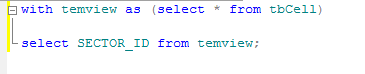 with temview as (select * from tbCell)
select SECTOR_ID from temview;